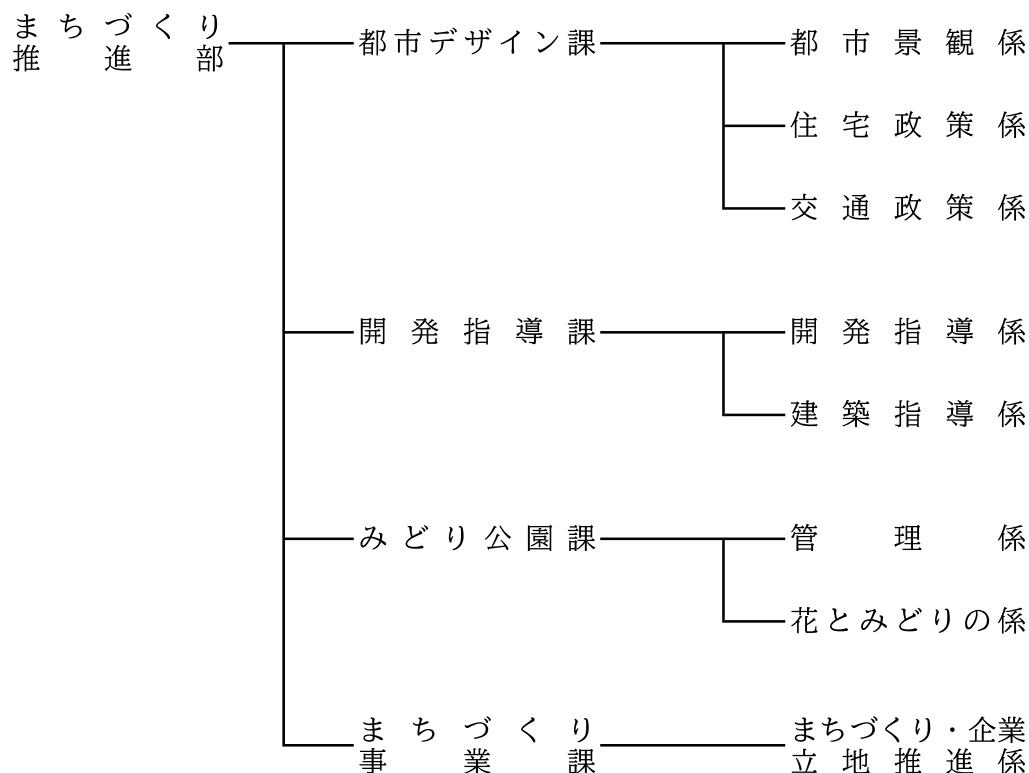 まちづくり
推進部
都市デザイン課
都市景観係
住宅政策係
交通政策係
開発指導課
開発指導係
建築指導係
みどり公園課
管理係
花とみどりの係
まちづくり
事業課
まちづくり・企業
立地推進係